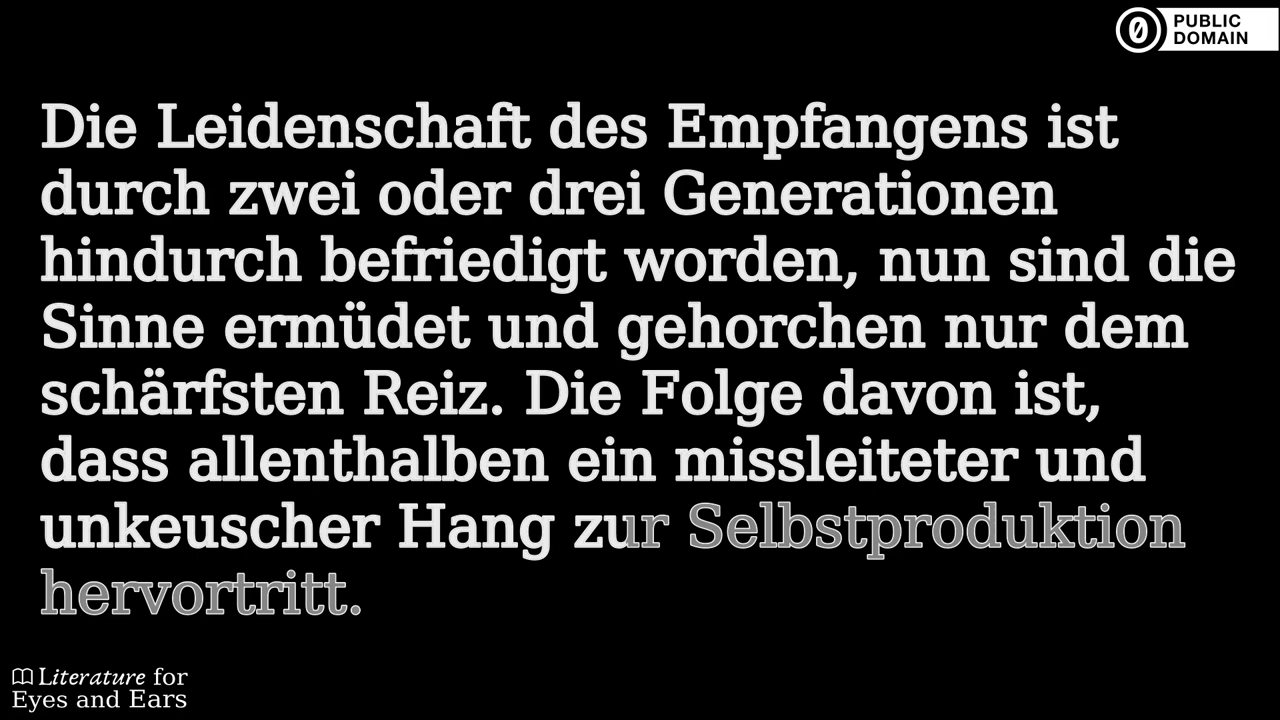 PUBLIC
DOMAIN
Die Leidenschaft des Empfangens ist
durch zwei oder drei Generationen
hindurch befriedigt worden, nun sind die
Sinne ermüdet und gehorchen nur dem
schärfsten Reiz. Die Folge davon ist,
dass allenthalben ein missleiteter und
unkeuscher Hang zur Selbstproduktion
hervortritt.
Literature for
Eyes and Ears